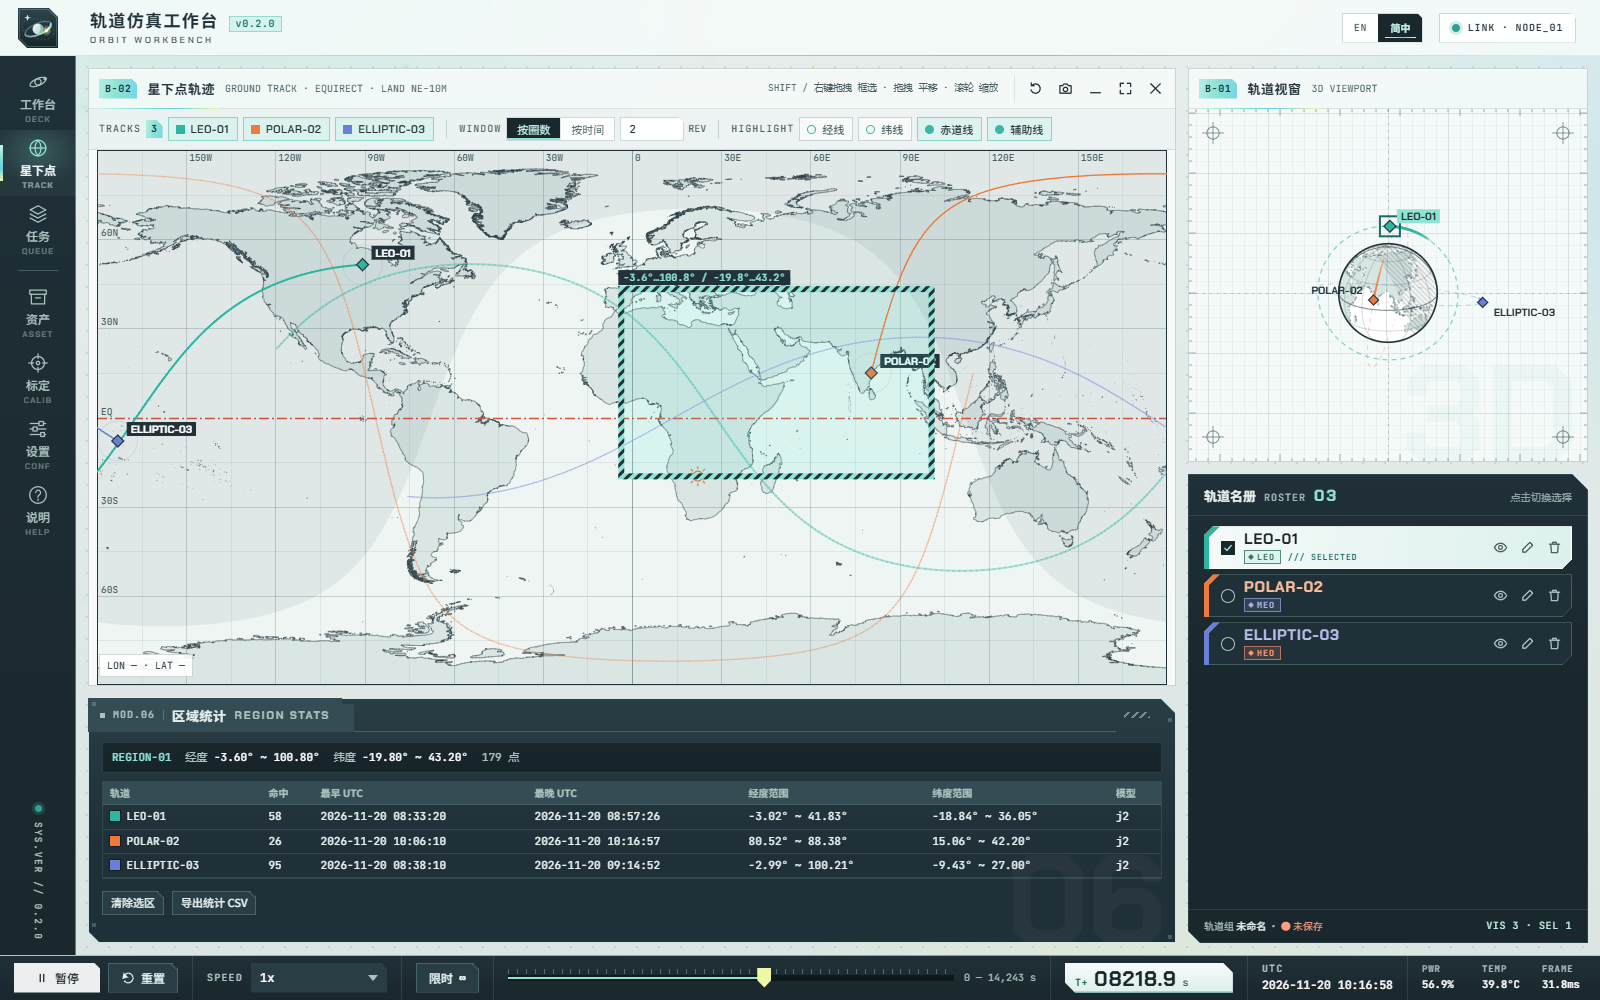 轨道仿真工作台 v0.2.0
ORBIT WORKBENCH
EN 简中 LINK · NODE_01
工作台
DECK
星下点
TRACK
任务
QUEUE
资产
ASSET
标定
CALIB
设置
CONF
说明
HELP
SYS.VER // 0.2.0
B-02 星下点轨迹 GROUND TRACK · EQUIRECT · LAND NE-10M SHIFT / 右键拖拽 框选 · 拖拽 平移 · 滚轮 缩放
TRACKS 3 LEO-01 POLAR-02 ELLIPTIC-03 WINDOW 按圈数 按时间 2 REV HIGHLIGHT 经线 纬线 赤道线 辅助线
150W 120W 90W 60W 30W 0 30E 60E 90E 120E 150E
60N
LEO-01
-3.6°…100.8° / -19.8°…43.2°
30N
POLAR-0
EQ
ELLIPTIC-03
30S
60S
LON — · LAT —
B-01 轨道视窗 3D VIEWPORT
LEO-01
POLAR-02
ELLIPTIC-03
轨道名册 ROSTER 03 点击切换选择
LEO-01
LEO /// SELECTED
POLAR-02
MEO
ELLIPTIC-03
HEO
轨道组 未命名 · 未保存 VIS 3 · SEL 1
MOD.06 区域统计 REGION STATS
REGION-01 经度 -3.60° ~ 100.80° 纬度 -19.80° ~ 43.20° 179 点
轨道 命中 最早 UTC 最晚 UTC 经度范围 纬度范围 模型
LEO-01 58 2026-11-20 08:33:20 2026-11-20 08:57:26 -3.02° ~ 41.83° -18.84° ~ 36.05° j2
POLAR-02 26 2026-11-20 10:06:10 2026-11-20 10:16:57 80.52° ~ 88.38° 15.06° ~ 42.20° j2
ELLIPTIC-03 95 2026-11-20 08:38:10 2026-11-20 09:14:52 -2.99° ~ 100.21° -9.43° ~ 27.00° j2
06
清除选区 导出统计 CSV
暂停 重置 SPEED 1x 限时 ∞ 0 — 14,243 s T+ 08218.9 s
UTC
2026-11-20 10:16:58
PWR
56.9%
TEMP
39.8°C
FRAME
31.8ms